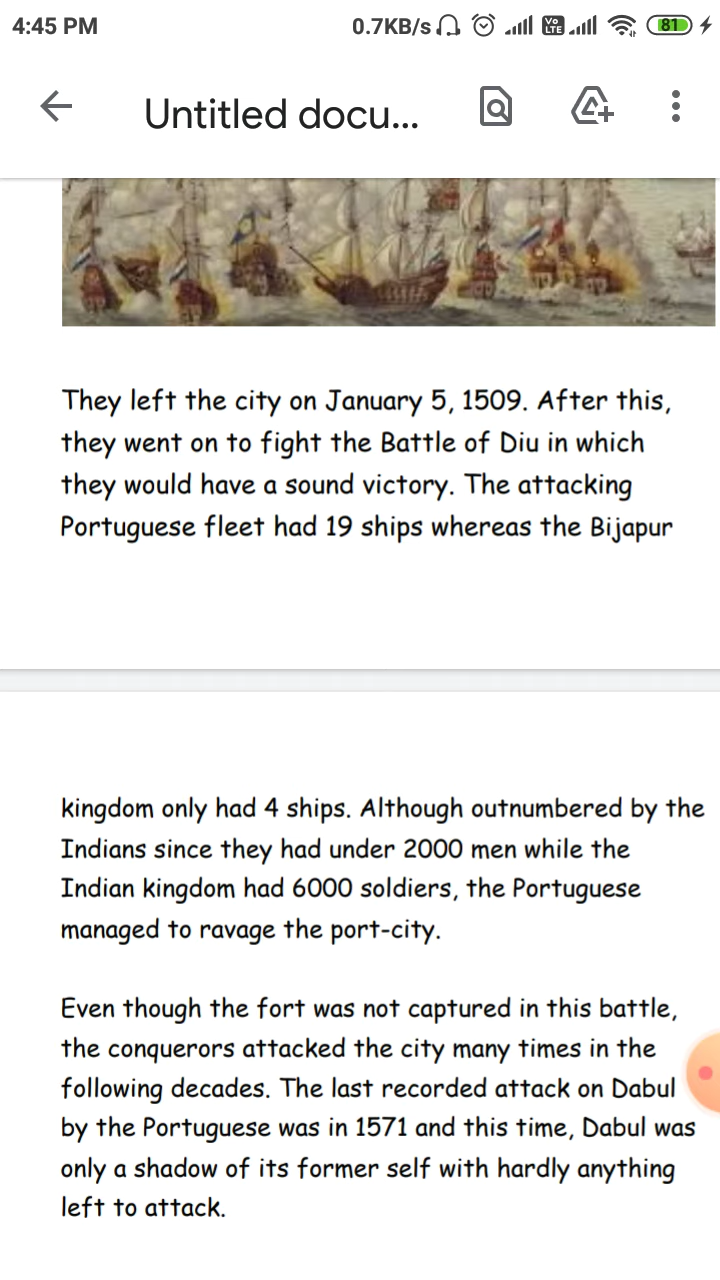 4:45 PM 0.7KB/s Vo LTE 81
Untitled docu...
They left the city on January 5, 1509. After this,
they went on to fight the Battle of Diu in which
they would have a sound victory. The attacking
Portuguese fleet had 19 ships whereas the Bijapur
kingdom only had 4 ships. Although outnumbered by the
Indians since they had under 2000 men while the
Indian kingdom had 6000 soldiers, the Portuguese
managed to ravage the port-city.
Even though the fort was not captured in this battle,
the conquerors attacked the city many times in the
following decades. The last recorded attack on Dabul
by the Portuguese was in 1571 and this time, Dabul was
only a shadow of its former self with hardly anything
left to attack.